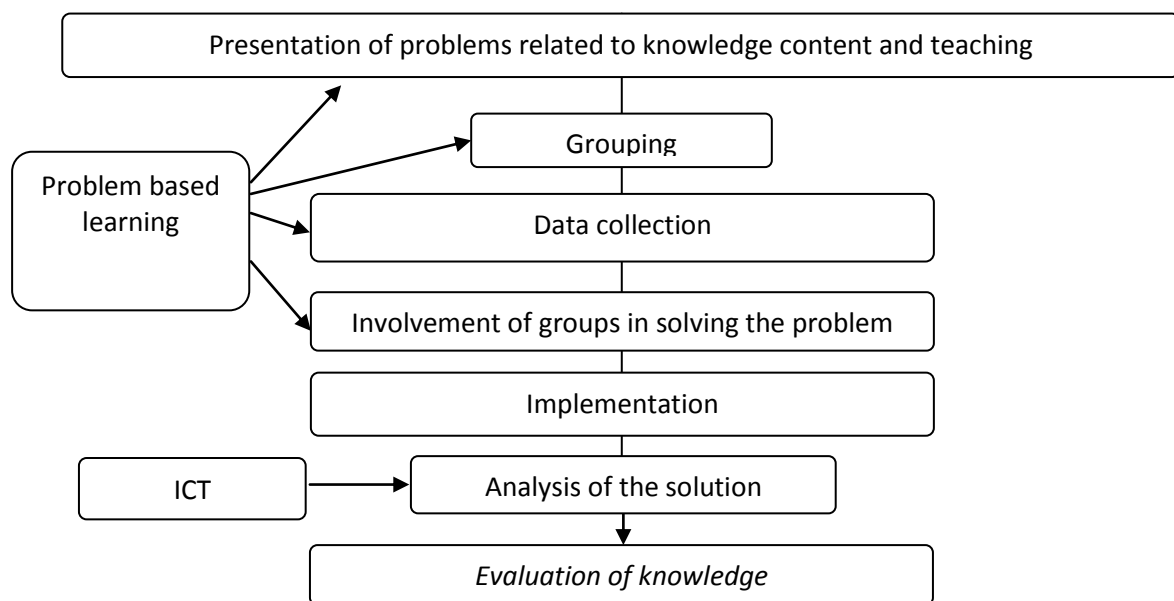 Presentation of problems related to knowledge content and teaching
Grouping
Problem based
learning
Data collection
Involvement of groups in solving the problem
Implementation
ICT
Analysis of the solution
Evaluation of knowledge